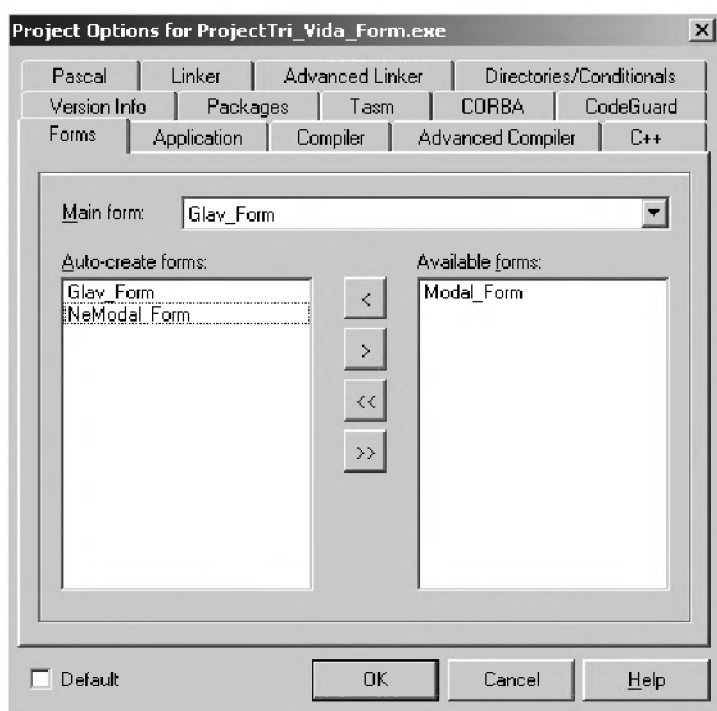 Project Options for ProjectTri_Vida_Form.exe
Pascal Linker Advanced Linker Directories/Conditionals
Version Info Packages Tasm CORBA CodeGuard
Forms Application Compiler Advanced Compiler C++
Main form: Glav_Form
Auto-create forms: Available forms:
Glav_Form < Modal_Form
NeModal_Form
>
<<
>>
Default OK Cancel Help